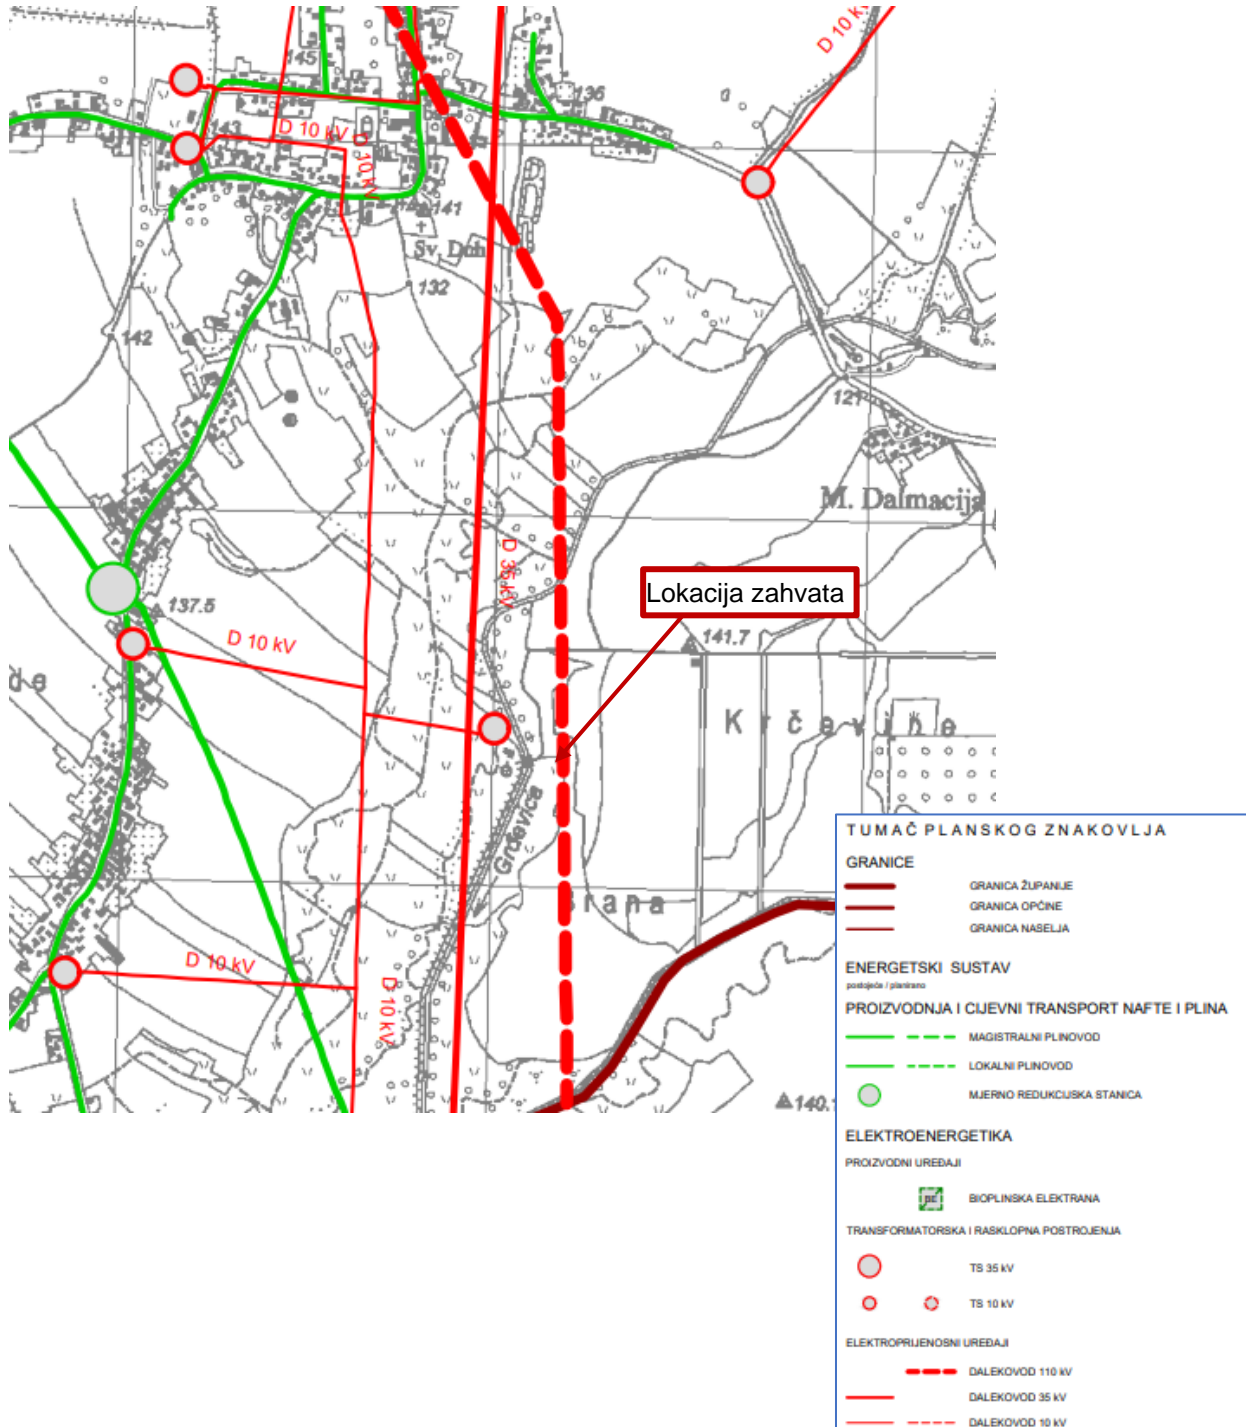 D 10 kV
145
136
143
D 10 kV
D 10 kV
141
Sv. Doh
132
142
121
M. Dalmacija
D 35 kV
Lokacija zahvata
137.5
141.7
D 10 kV
de
Krčevine
Grđevica
Brana
D 10 kV
D 10 kV
140.
TUMAČ PLANSKOG ZNAKOVLJA
GRANICE
GRANICA ŽUPANIJE
GRANICA OPĆINE
GRANICA NASELJA
ENERGETSKI SUSTAV
postojeće / planirano
PROIZVODNJA I CIJEVNI TRANSPORT NAFTE I PLINA
MAGISTRALNI PLINOVOD
LOKALNI PLINOVOD
MJERNO REDUKCIJSKA STANICA
ELEKTROENERGETIKA
PROIZVODNI UREĐAJI
BE BIOPLINSKA ELEKTRANA
TRANSFORMATORSKA I RASKLOPNA POSTROJENJA
TS 35 kV
TS 10 kV
ELEKTROPRIJENOSNI UREĐAJI
DALEKOVOD 110 kV
DALEKOVOD 35 kV
DALEKOVOD 10 kV